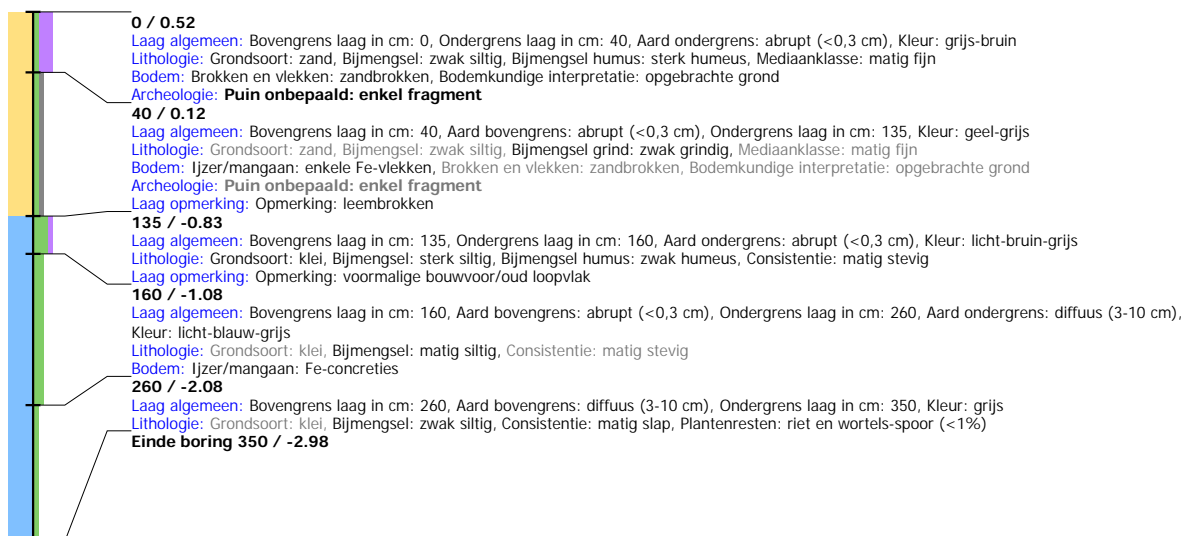 0 / 0.52
Laag algemeen: Bovengrens laag in cm: 0, Ondergrens laag in cm: 40, Aard ondergrens: abrupt (<0,3 cm), Kleur: grijs-bruin
Lithologie: Grondsoort: zand, Bijmengsel: zwak siltig, Bijmengsel humus: sterk humeus, Mediaanklasse: matig fijn
Bodem: Brokken en vlekken: zandbrokken, Bodemkundige interpretatie: opgebrachte grond
Archeologie: Puin onbepaald: enkel fragment
40 / 0.12
Laag algemeen: Bovengrens laag in cm: 40, Aard bovengrens: abrupt (<0,3 cm), Ondergrens laag in cm: 135, Kleur: geel-grijs
Lithologie: Grondsoort: zand, Bijmengsel: zwak siltig, Bijmengsel grind: zwak grindig, Mediaanklasse: matig fijn
Bodem: Ijzer/mangaan: enkele Fe-vlekken, Brokken en vlekken: zandbrokken, Bodemkundige interpretatie: opgebrachte grond
Archeologie: Puin onbepaald: enkel fragment
Laag opmerking: Opmerking: leembrokken
135 / -0.83
Laag algemeen: Bovengrens laag in cm: 135, Ondergrens laag in cm: 160, Aard ondergrens: abrupt (<0,3 cm), Kleur: licht-bruin-grijs
Lithologie: Grondsoort: klei, Bijmengsel: sterk siltig, Bijmengsel humus: zwak humeus, Consistentie: matig stevig
Laag opmerking: Opmerking: voormalige bouwvoor/oud loopvlak
160 / -1.08
Laag algemeen: Bovengrens laag in cm: 160, Aard bovengrens: abrupt (<0,3 cm), Ondergrens laag in cm: 260, Aard ondergrens: diffuus (3-10 cm),
Kleur: licht-blauw-grijs
Lithologie: Grondsoort: klei, Bijmengsel: matig siltig, Consistentie: matig stevig
Bodem: Ijzer/mangaan: Fe-concreties
260 / -2.08
Laag algemeen: Bovengrens laag in cm: 260, Aard bovengrens: diffuus (3-10 cm), Ondergrens laag in cm: 350, Kleur: grijs
Lithologie: Grondsoort: klei, Bijmengsel: zwak siltig, Consistentie: matig slap, Plantenresten: riet en wortels-spoor (<1%)
Einde boring 350 / -2.98